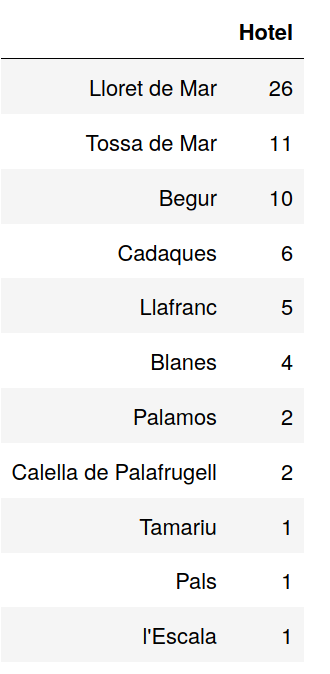 Hotel
Lloret de Mar 26
Tossa de Mar 11
Begur 10
Cadaques 6
Llafranc 5
Blanes 4
Palamos 2
Calella de Palafrugell 2
Tamariu 1
Pals 1
l'Escala 1